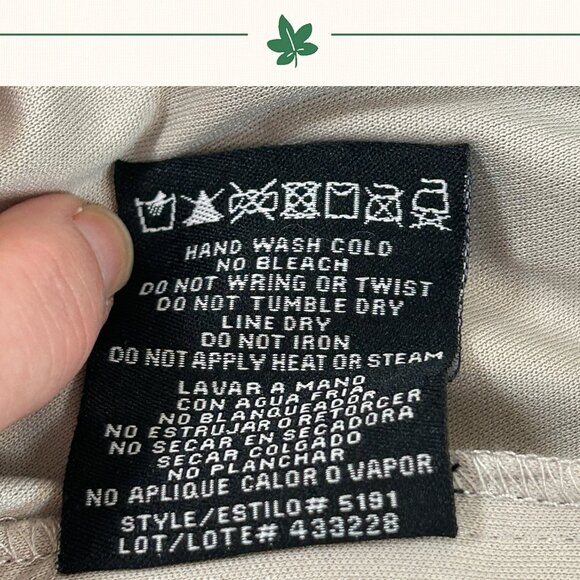 HAND WASH COLD
NO BLEACH
DO NOT WRING OR TWIST
DO NOT TUMBLE DRY
LINE DRY
DO NOT IRON
DO NOT APPLY HEAT OR STEAM
LAVAR A MANO
CON AGUA FRIA
NO BLANQUEADOR
NO ESTRUJAR O RETORCER
NO SECAR EN SECADORA
SECAR COLGADO
NO PLANCHAR
NO APLIQUE CALOR O VAPOR
STYLE/ESTILO# 5191
LOT/LOTE# 433228